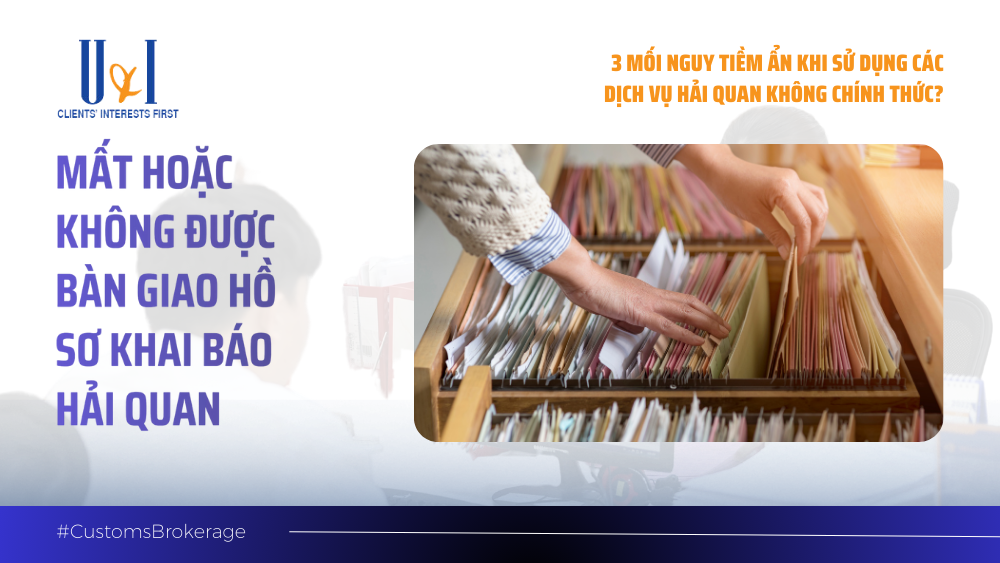 U&I
CLIENTS' INTERESTS FIRST
3 MỐI NGUY TIỀM ẨN KHI SỬ DỤNG CÁC
DỊCH VỤ HẢI QUAN KHÔNG CHÍNH THỨC?
MẤT HOẶC
KHÔNG ĐƯỢC
BÀN GIAO HỒ
SƠ KHAI BÁO
HẢI QUAN
#CustomsBrokerage